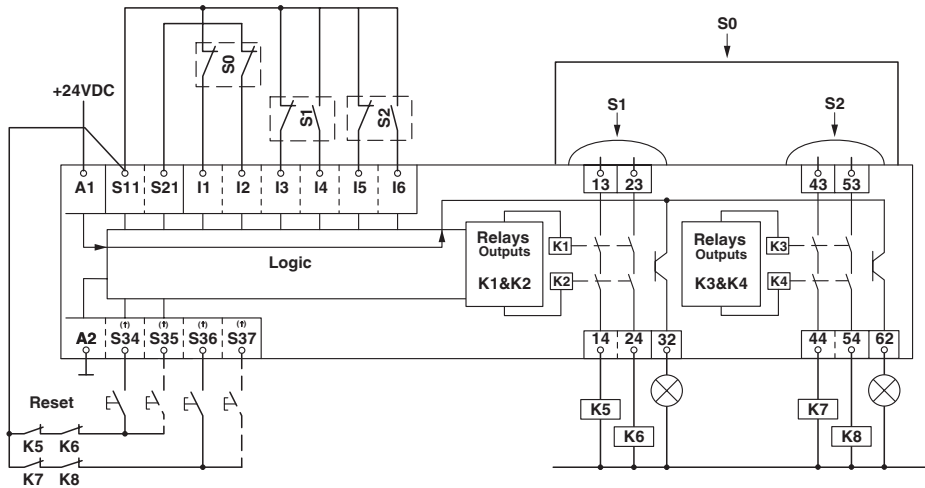 S0
+24VDC
S0
S1
S2
S1
S2
A1 S11 S21 I1 I2 I3 I4 I5 I6
13 23
43 53
Logic
Relays
Outputs
K1&K2
K1
K2
Relays
Outputs
K3&K4
K3
K4
(†) (†) (†) (†)
A2 S34 S35 S36 S37
14 24 32
44 54 62
Reset
K5 K6
K7 K8
K5
K6
K7
K8